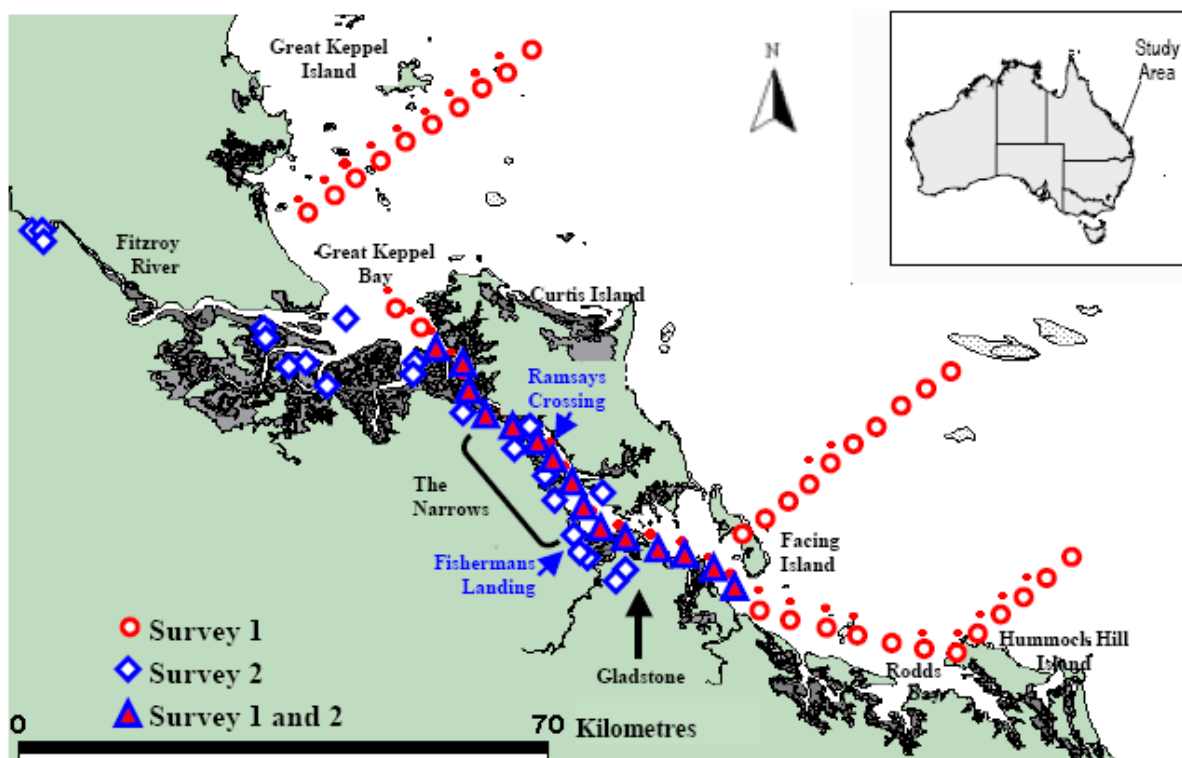 Great Keppel
Island
N
Study
Area
Fitzroy
River
Great Keppel
Bay
Curtis Island
Ramsays
Crossing
The
Narrows
Fishermans
Landing
Facing
Island
Gladstone
Hummock Hill
Island
Rodds
Bay
Survey 1
Survey 2
Survey 1 and 2
0
70 Kilometres